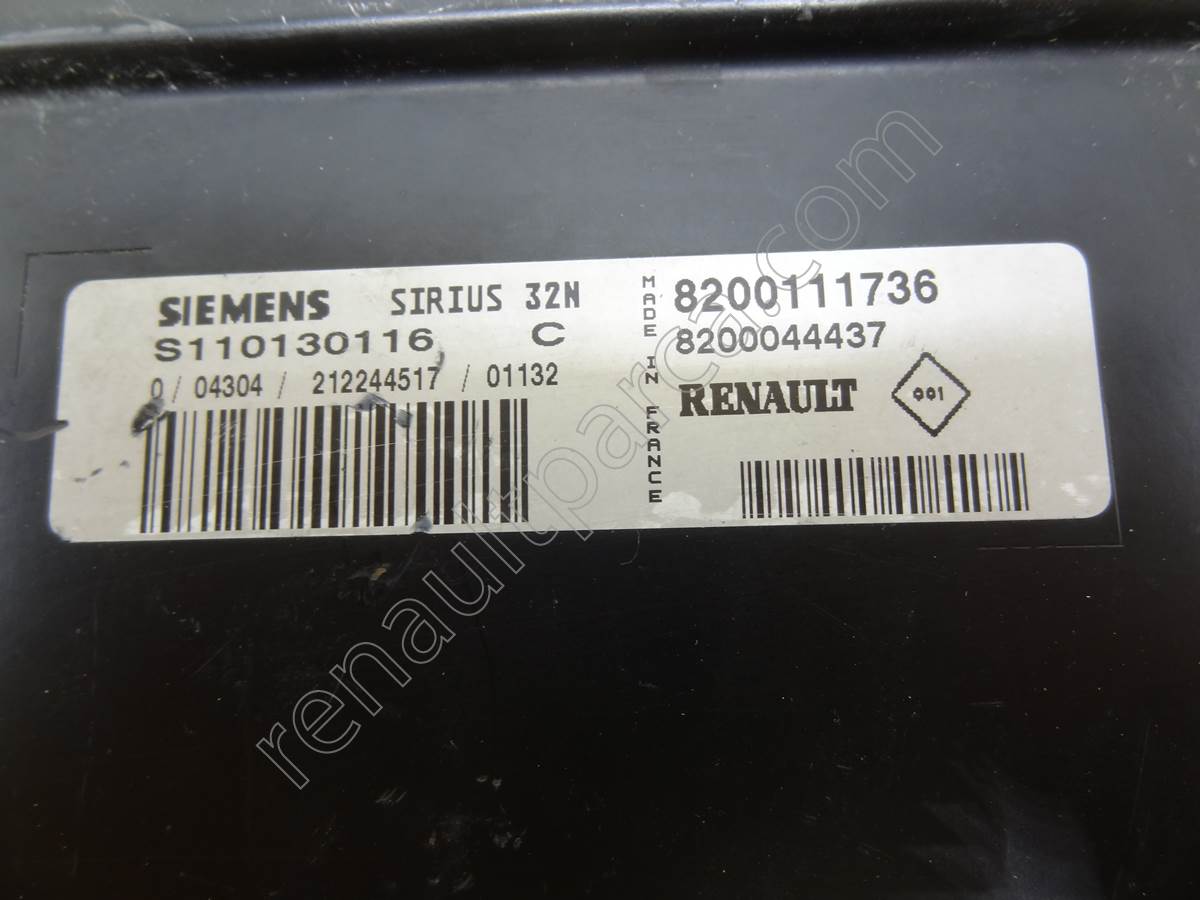 SIEMENS SIRIUS 32N
S110130116 C
0 / 04304 / 212244517 / 01132
MADE IN FRANCE
8200111736
8200044437
RENAULT
001
renaultparca.com